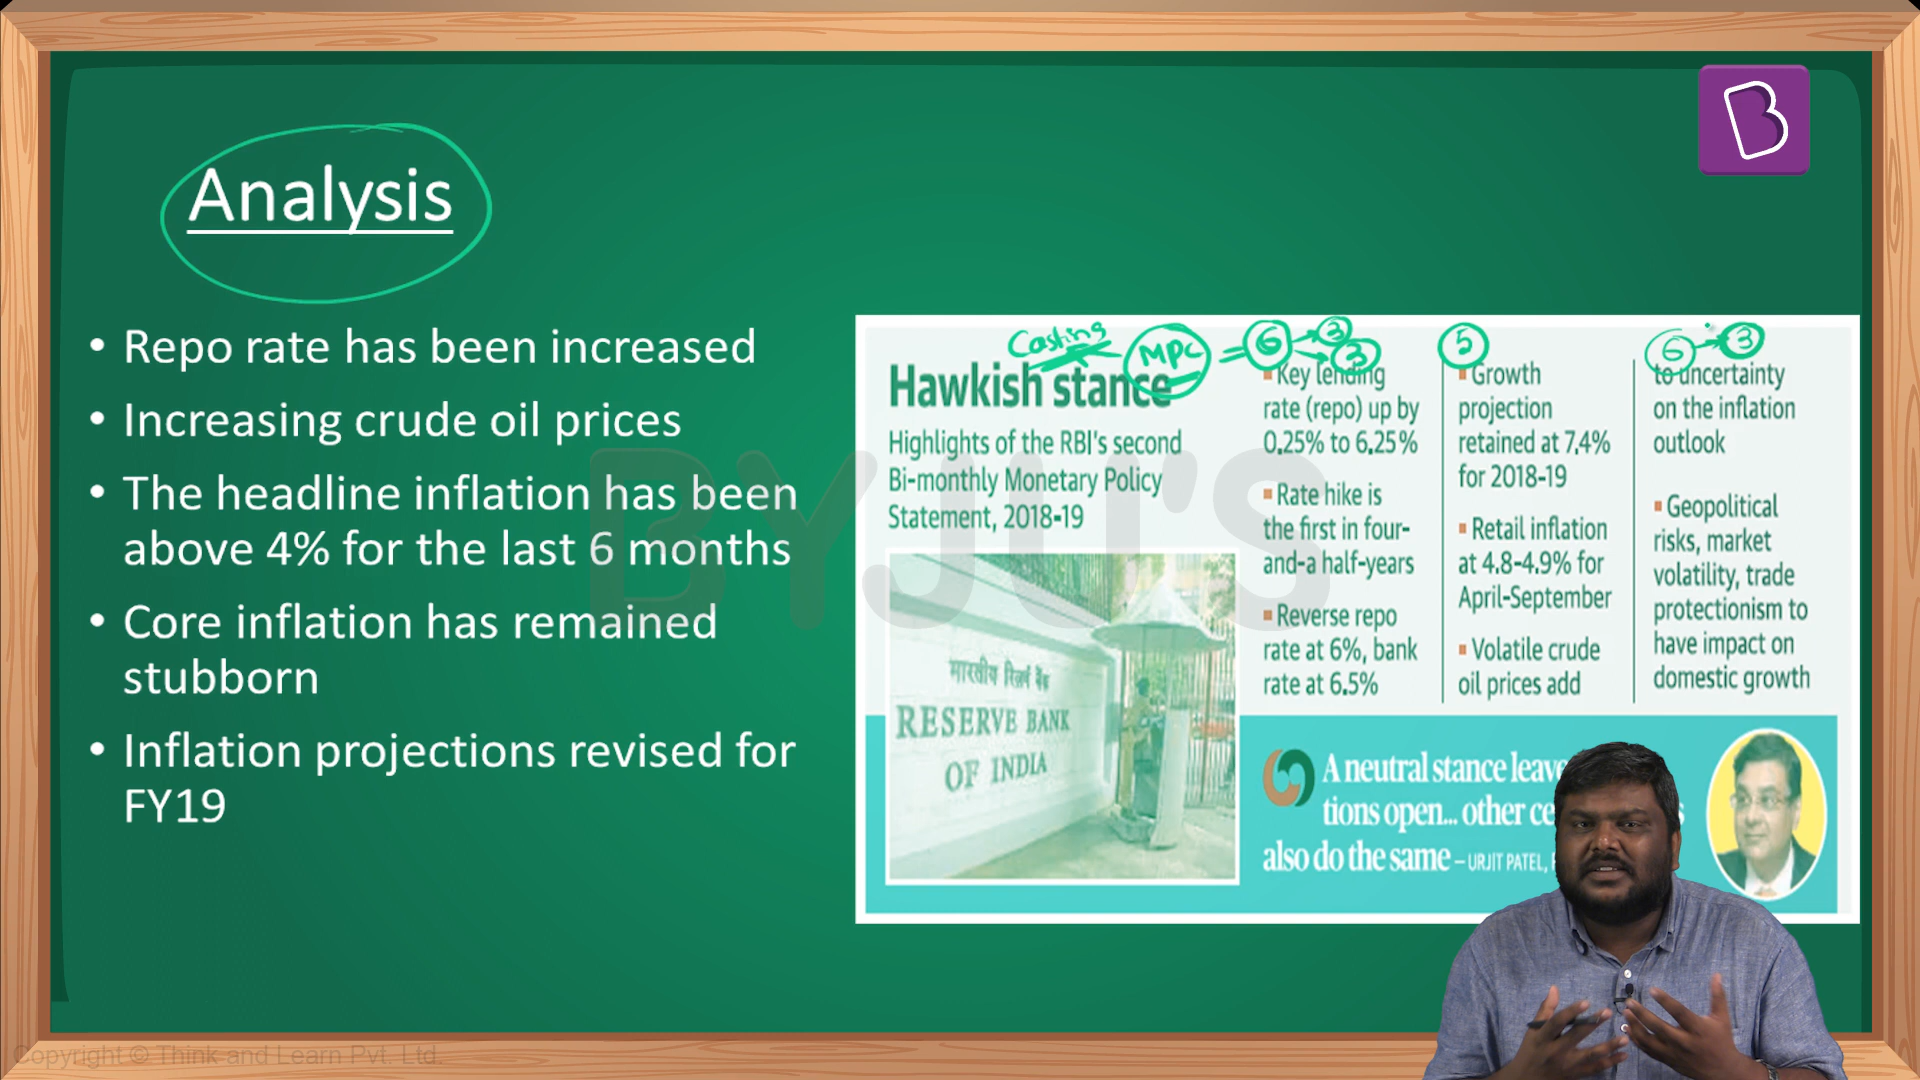 Analysis
• Repo rate has been increased
• Increasing crude oil prices
• The headline inflation has been
above 4% for the last 6 months
• Core inflation has remained
stubborn
• Inflation projections revised for
FY19
Casting
MPC = 6 3
3
5
6 3
Hawkish stance
Highlights of the RBI's second
Bi-monthly Monetary Policy
Statement, 2018-19
भारतीय रिज़र्व बैंक
RESERVE BANK
OF INDIA
Key lending
rate (repo) up by
0.25% to 6.25%
Rate hike is
the first in four-
and-a half-years
Reverse repo
rate at 6%, bank
rate at 6.5%
Growth
projection
retained at 7.4%
for 2018-19
Retail inflation
at 4.8-4.9% for
April-September
Volatile crude
oil prices add
to uncertainty
on the inflation
outlook
Geopolitical
risks, market
volatility, trade
protectionism to
have impact on
domestic growth
A neutral stance leave
tions open... other ce
also do the same – URJIT PATEL,
BYJU'S
B
Copyright © Think and Learn Pvt. Ltd.